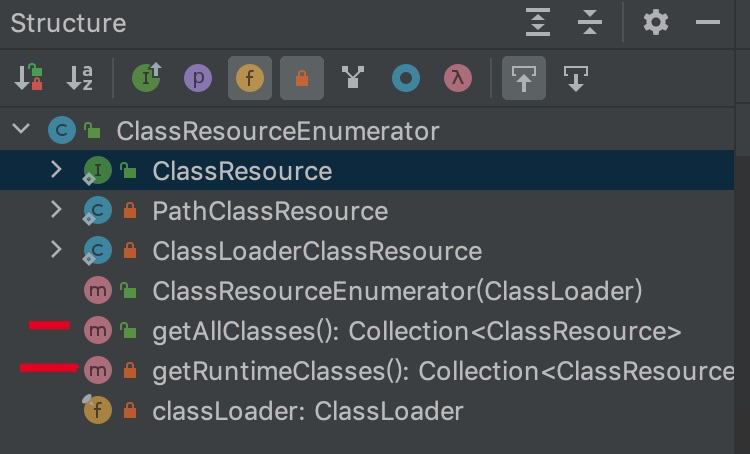 Structure
a
z
I p f λ
C ClassResourceEnumerator
I ClassResource
C PathClassResource
C ClassLoaderClassResource
m ClassResourceEnumerator(ClassLoader)
m getAllClasses(): Collection<ClassResource>
m getRuntimeClasses(): Collection<ClassResource
f classLoader: ClassLoader